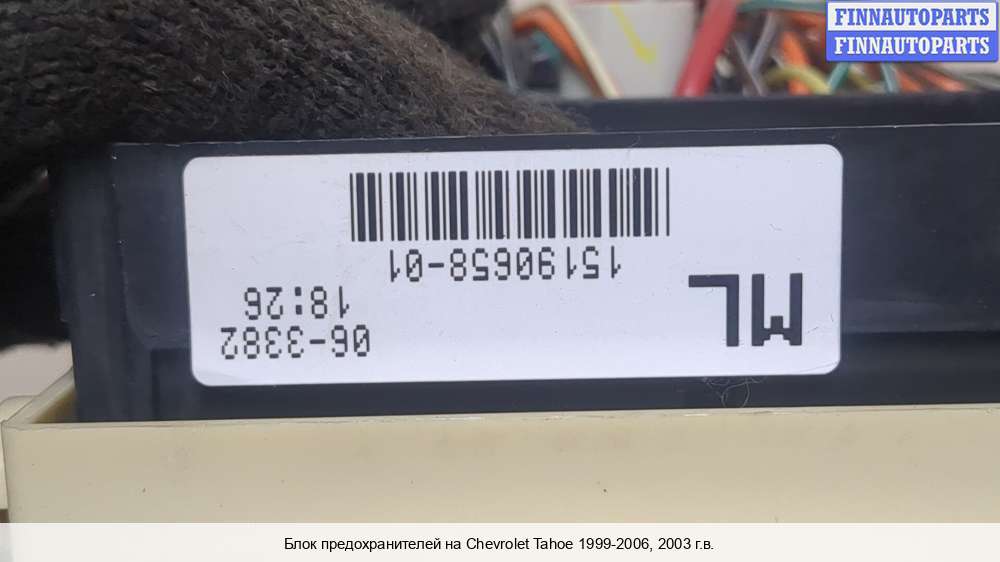 FINNAUTOPARTS
FINNAUTOPARTS
ML
06-3382
18:26
15190658-01
Блок предохранителей на Chevrolet Tahoe 1999-2006, 2003 г.в.